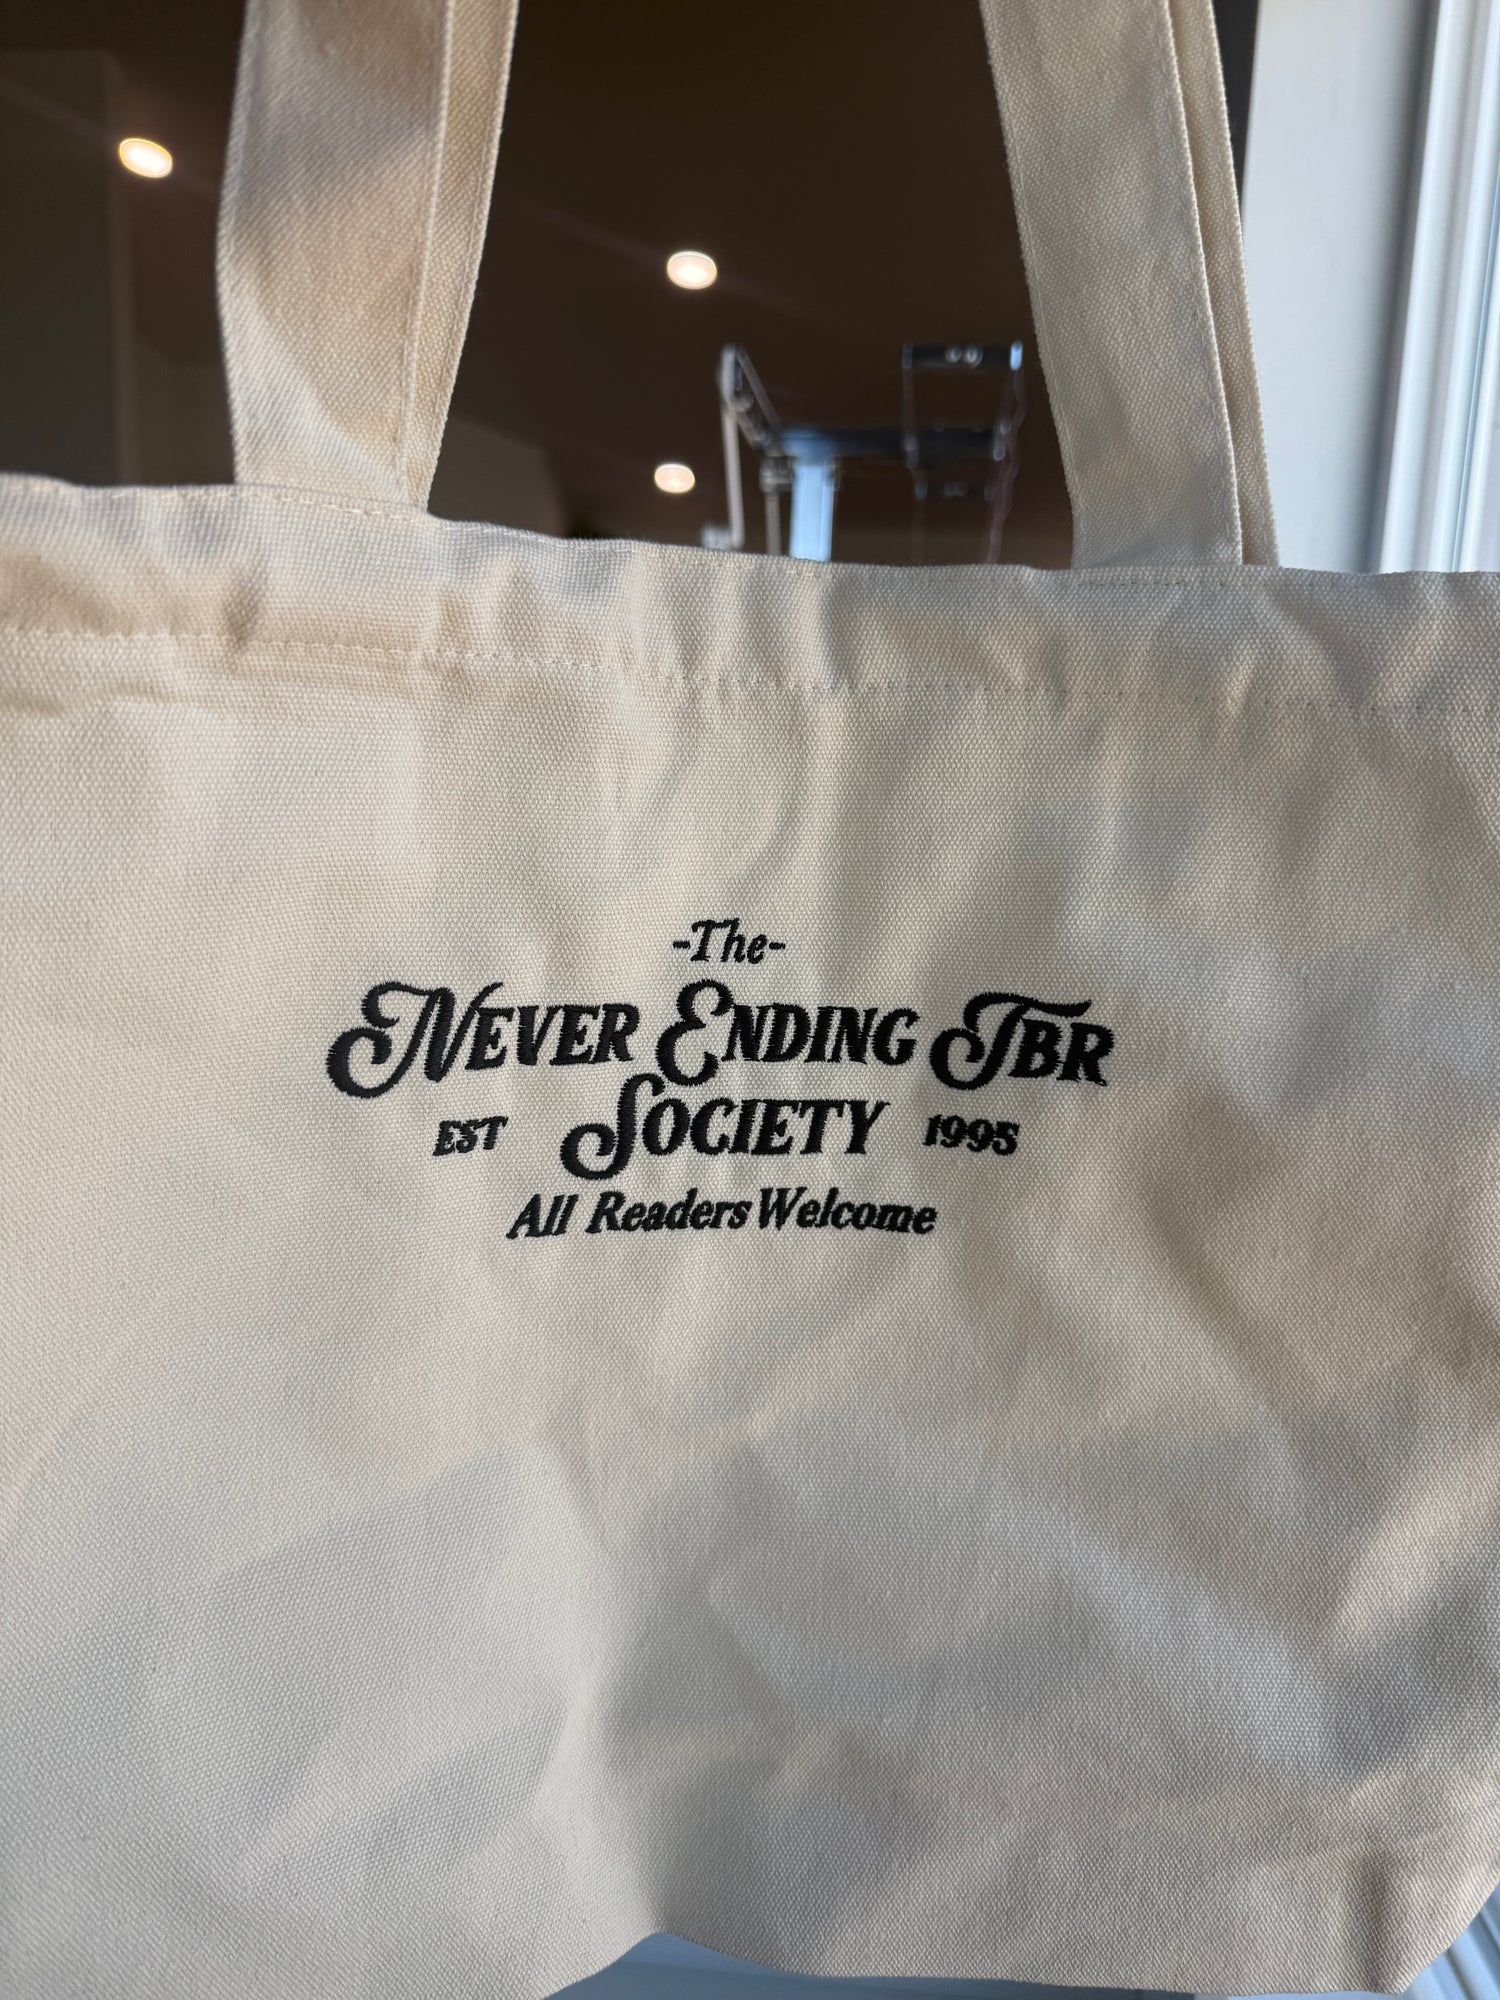 -The-
NEVER ENDING TBR
EST SOCIETY 1995
All Readers Welcome